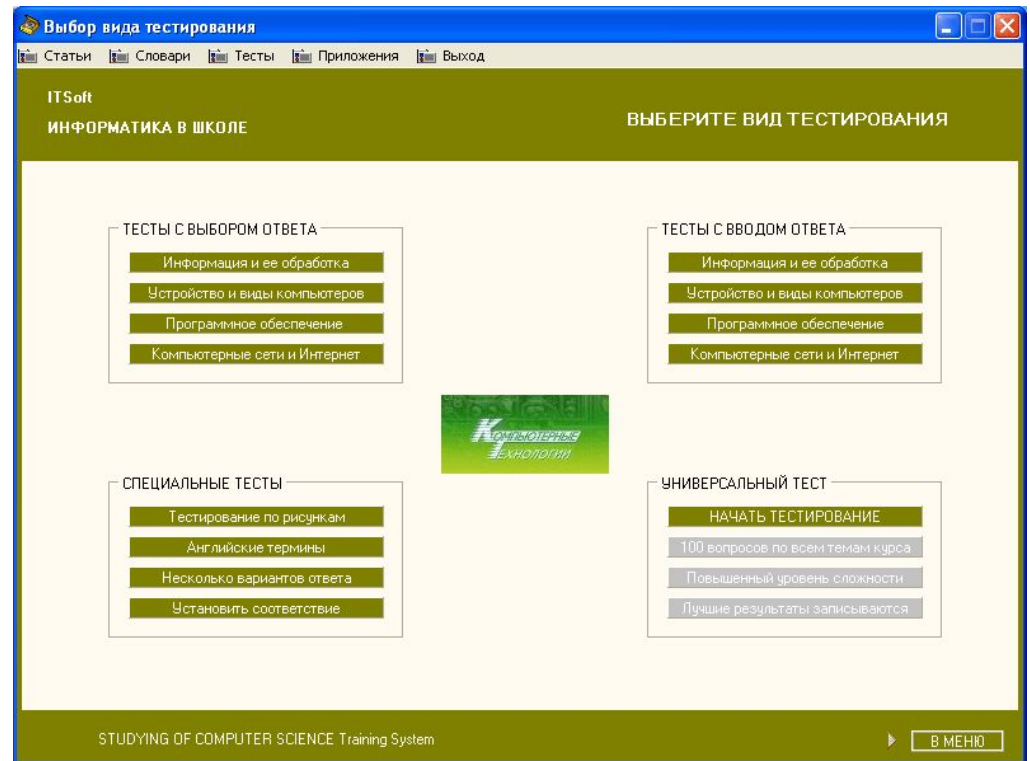 Выбор вида тестирования
Статьи Словари Тесты Приложения Выход
ITSoft
ИНФОРМАТИКА В ШКОЛЕ
ВЫБЕРИТЕ ВИД ТЕСТИРОВАНИЯ
ТЕСТЫ С ВЫБОРОМ ОТВЕТА
Информация и ее обработка
Устройство и виды компьютеров
Программное обеспечение
Компьютерные сети и Интернет
ТЕСТЫ С ВВОДОМ ОТВЕТА
Информация и ее обработка
Устройство и виды компьютеров
Программное обеспечение
Компьютерные сети и Интернет
КОМПЬЮТЕРНЫЕ
ТЕХНОЛОГИИ
СПЕЦИАЛЬНЫЕ ТЕСТЫ
Тестирование по рисункам
Английские термины
Несколько вариантов ответа
Установить соответствие
УНИВЕРСАЛЬНЫЙ ТЕСТ
НАЧАТЬ ТЕСТИРОВАНИЕ
100 вопросов по всем темам курса
Повышенный уровень сложности
Лучшие результаты записываются
STUDYING OF COMPUTER SCIENCE Training System
В МЕНЮ